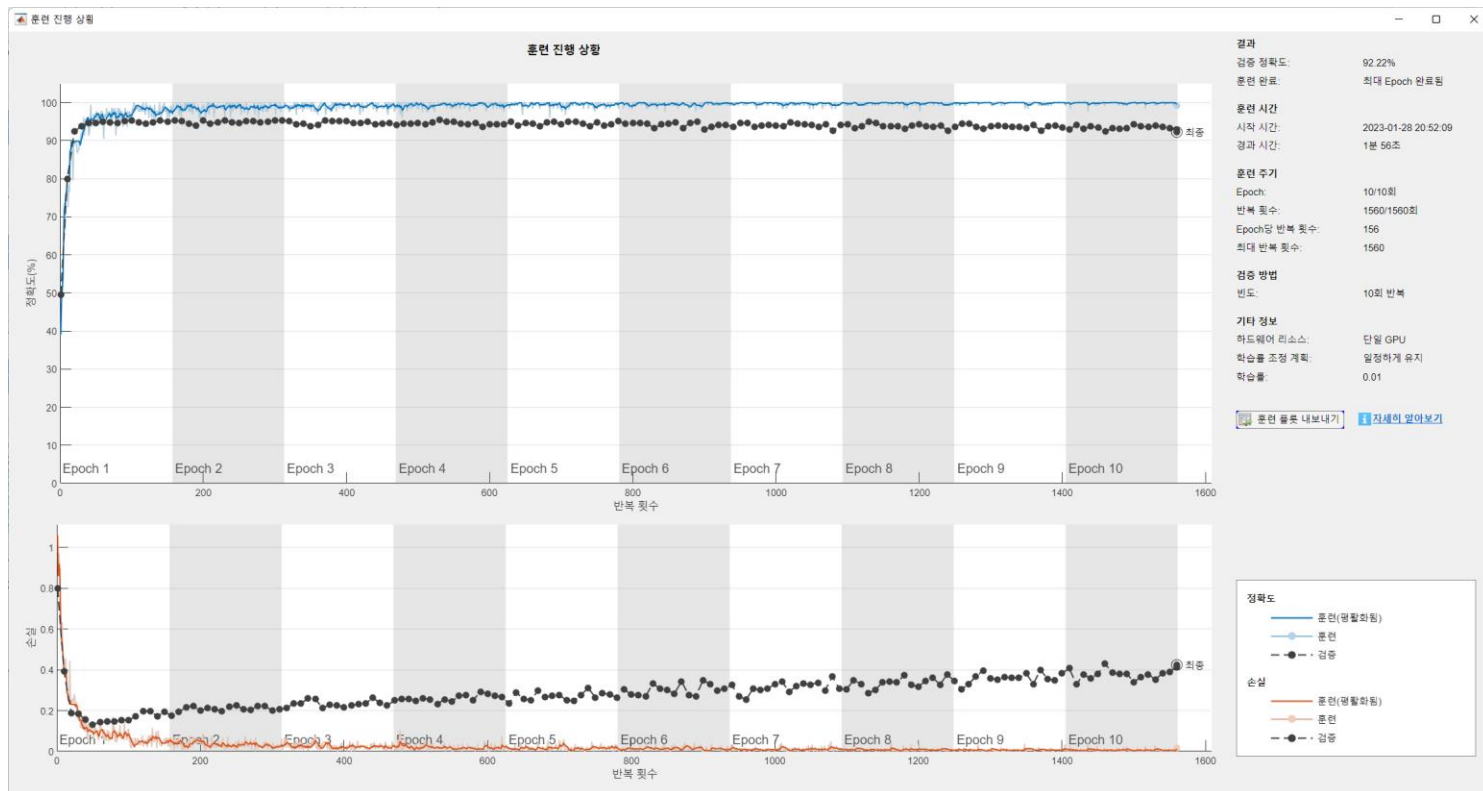 훈련 진행 상황
훈련 진행 상황
정확도(%)
100
90
80
70
60
50
40
30
20
10
0
최종
Epoch 1 Epoch 2 Epoch 3 Epoch 4 Epoch 5 Epoch 6 Epoch 7 Epoch 8 Epoch 9 Epoch 10
0 200 400 600 800 1000 1200 1400 1600
반복 횟수
손실
1
0.8
0.6
0.4
0.2
0
최종
Epoch 1 Epoch 2 Epoch 3 Epoch 4 Epoch 5 Epoch 6 Epoch 7 Epoch 8 Epoch 9 Epoch 10
0 200 400 600 800 1000 1200 1400 1600
반복 횟수
결과
검증 정확도: 92.22%
훈련 완료: 최대 Epoch 완료됨
훈련 시간
시작 시간: 2023-01-28 20:52:09
경과 시간: 1분 56초
훈련 주기
Epoch: 10/10회
반복 횟수: 1560/1560회
Epoch당 반복 횟수: 156
최대 반복 횟수: 1560
검증 방법
빈도: 10회 반복
기타 정보
하드웨어 리소스: 단일 GPU
학습률 조정 계획: 일정하게 유지
학습률: 0.01
훈련 플롯 내보내기 자세히 알아보기
정확도
훈련(평활화됨)
훈련
검증
손실
훈련(평활화됨)
훈련
검증